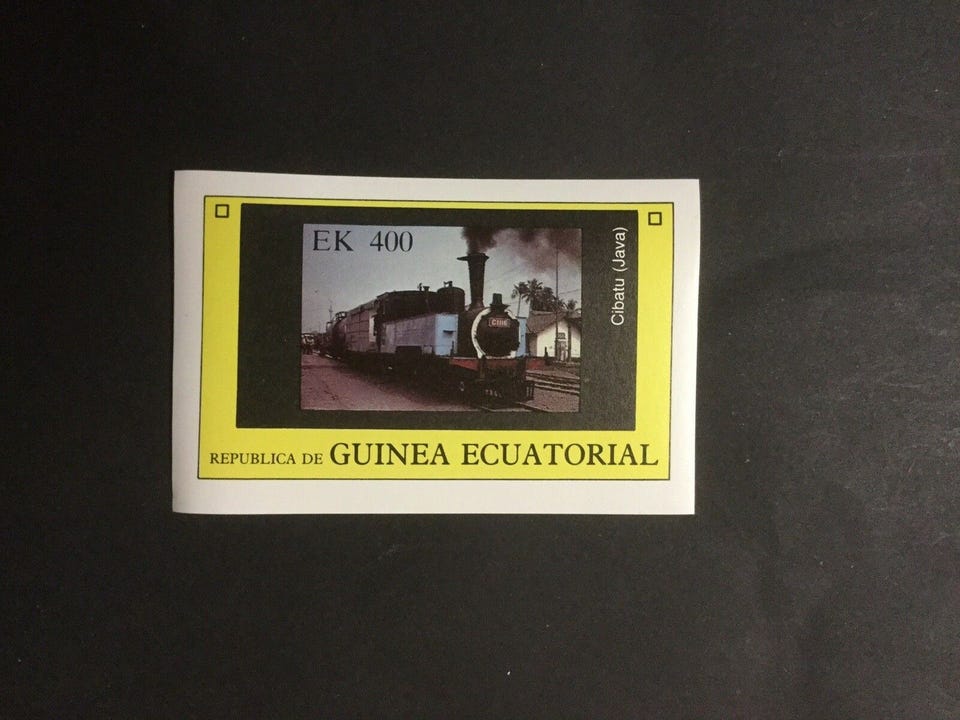 EK 400
Cibatu (Java)
REPUBLICA DE GUINEA ECUATORIAL